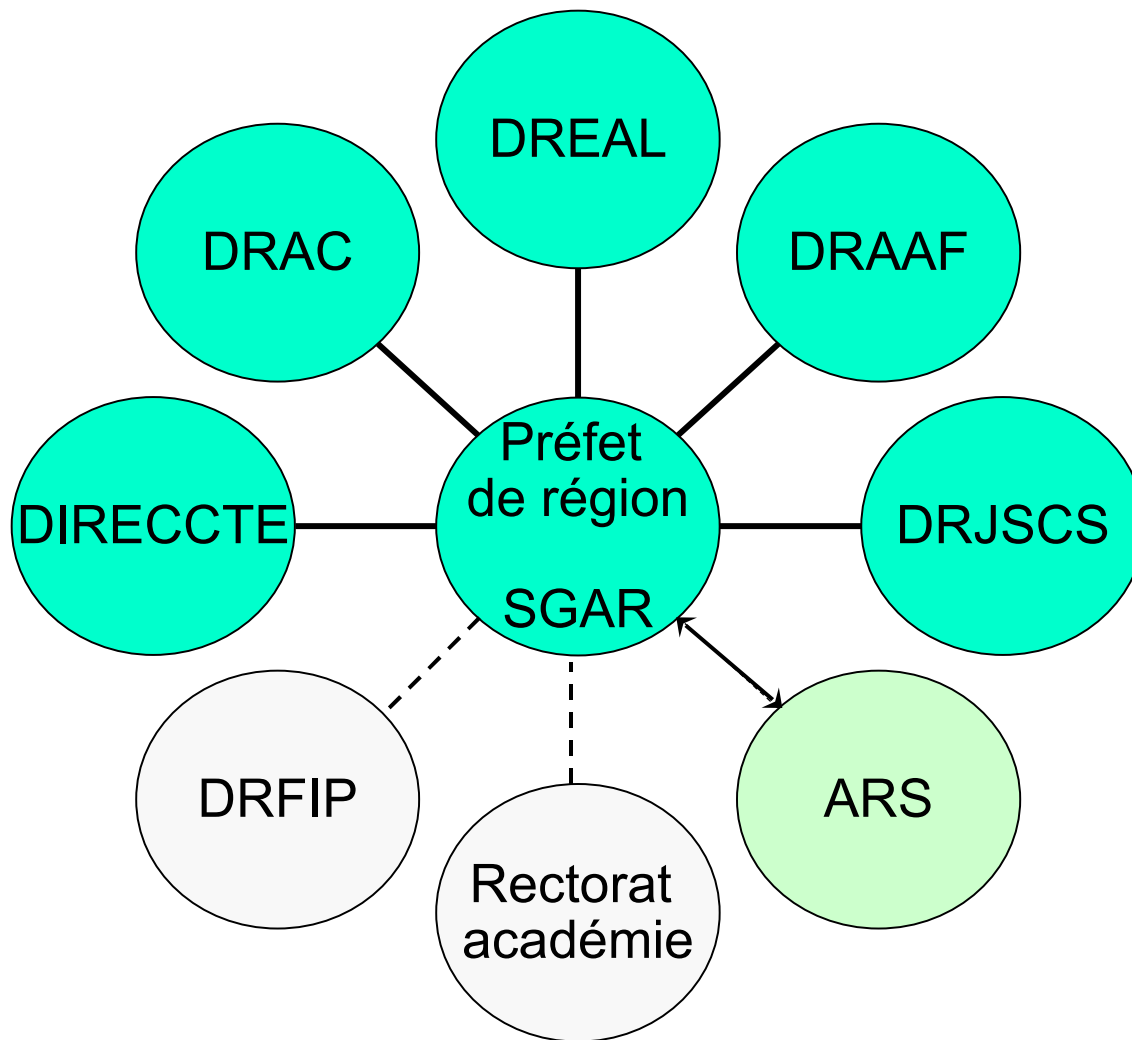 DREAL
DRAC
DRAAF
Préfet
de région
SGAR
DIRECCTE
DRJSCS
DRFIP
ARS
Rectorat
académie